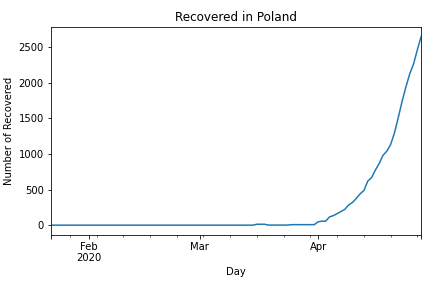 Recovered in Poland
Number of Recovered
2500
2000
1500
1000
500
0
Feb
2020
Mar
Apr
Day